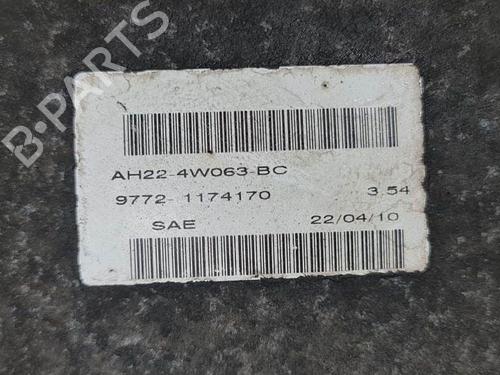 B-PARTS
AH22-4W063-BC
9772- 1174170 3.54
SAE 22/04/10